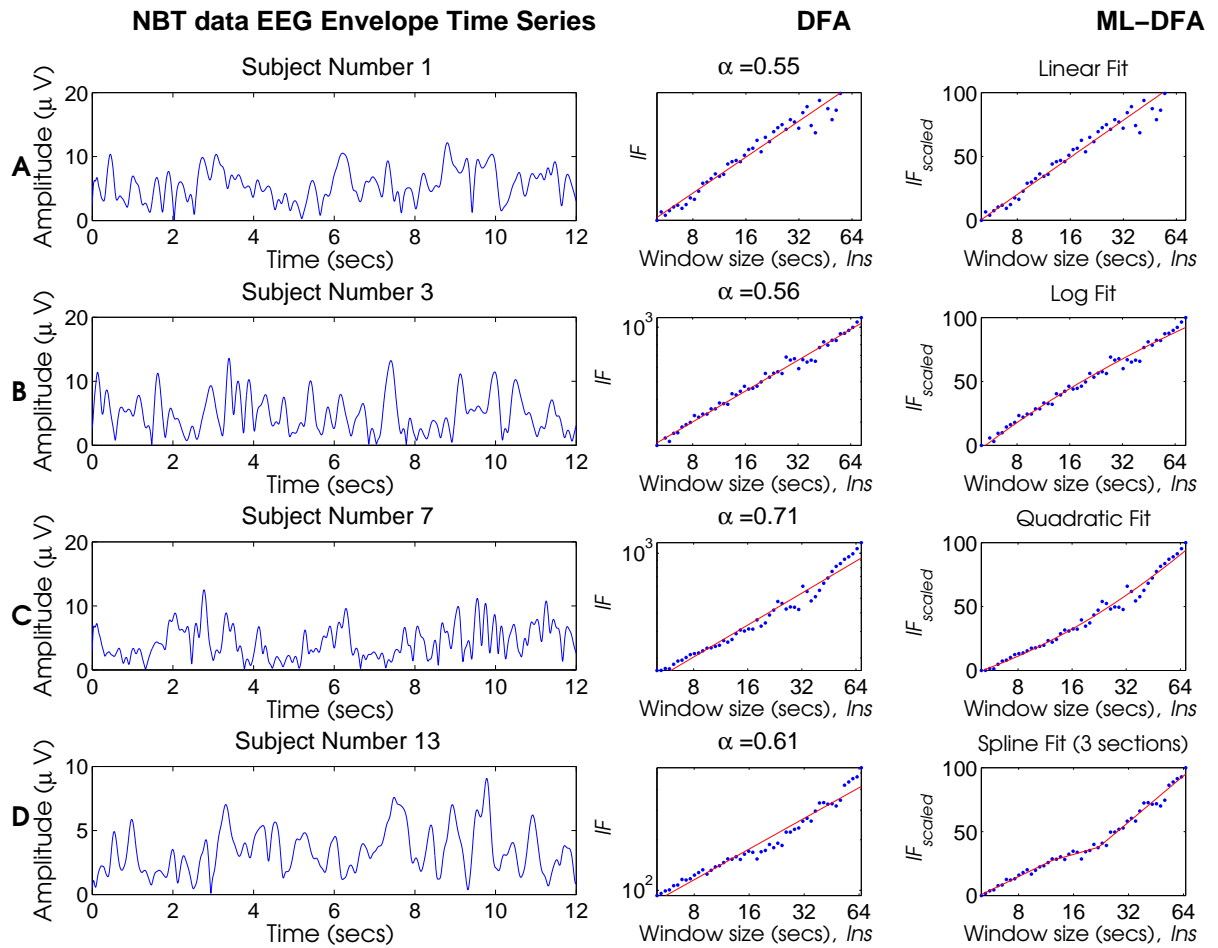 NBT data EEG Envelope Time Series DFA ML−DFA
Subject Number 1 α =0.55 Linear Fit
A
Amplitude (μ V)
20
10
0
0 2 4 6 8 10 12
Time (secs)
IF
8 16 32 64
Window size (secs), lns
IFscaled
100
50
0
8 16 32 64
Window size (secs), lns
Subject Number 3 α =0.56 Log Fit
B
Amplitude (μ V)
20
10
0
0 2 4 6 8 10 12
Time (secs)
IF
10³
8 16 32 64
Window size (secs), lns
IFscaled
100
50
0
8 16 32 64
Window size (secs), lns
Subject Number 7 α =0.71 Quadratic Fit
C
Amplitude (μ V)
20
10
0
0 2 4 6 8 10 12
Time (secs)
IF
10³
8 16 32 64
Window size (secs), lns
IFscaled
100
50
0
8 16 32 64
Window size (secs), lns
Subject Number 13 α =0.61 Spline Fit (3 sections)
D
Amplitude (μ V)
10
5
0
0 2 4 6 8 10 12
Time (secs)
IF
10²
8 16 32 64
Window size (secs), lns
IFscaled
100
50
0
8 16 32 64
Window size (secs), lns